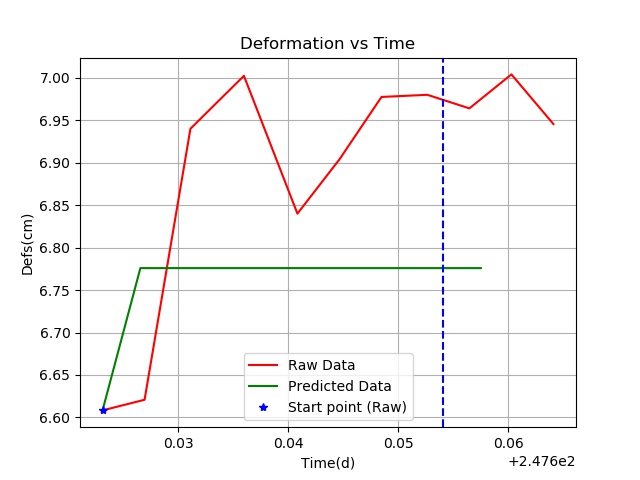 Deformation vs Time
Defs(cm)
7.00
6.95
6.90
6.85
6.80
6.75
6.70
6.65
6.60
Raw Data
Predicted Data
Start point (Raw)
0.03 0.04 0.05 0.06
Time(d)
+2.476e2